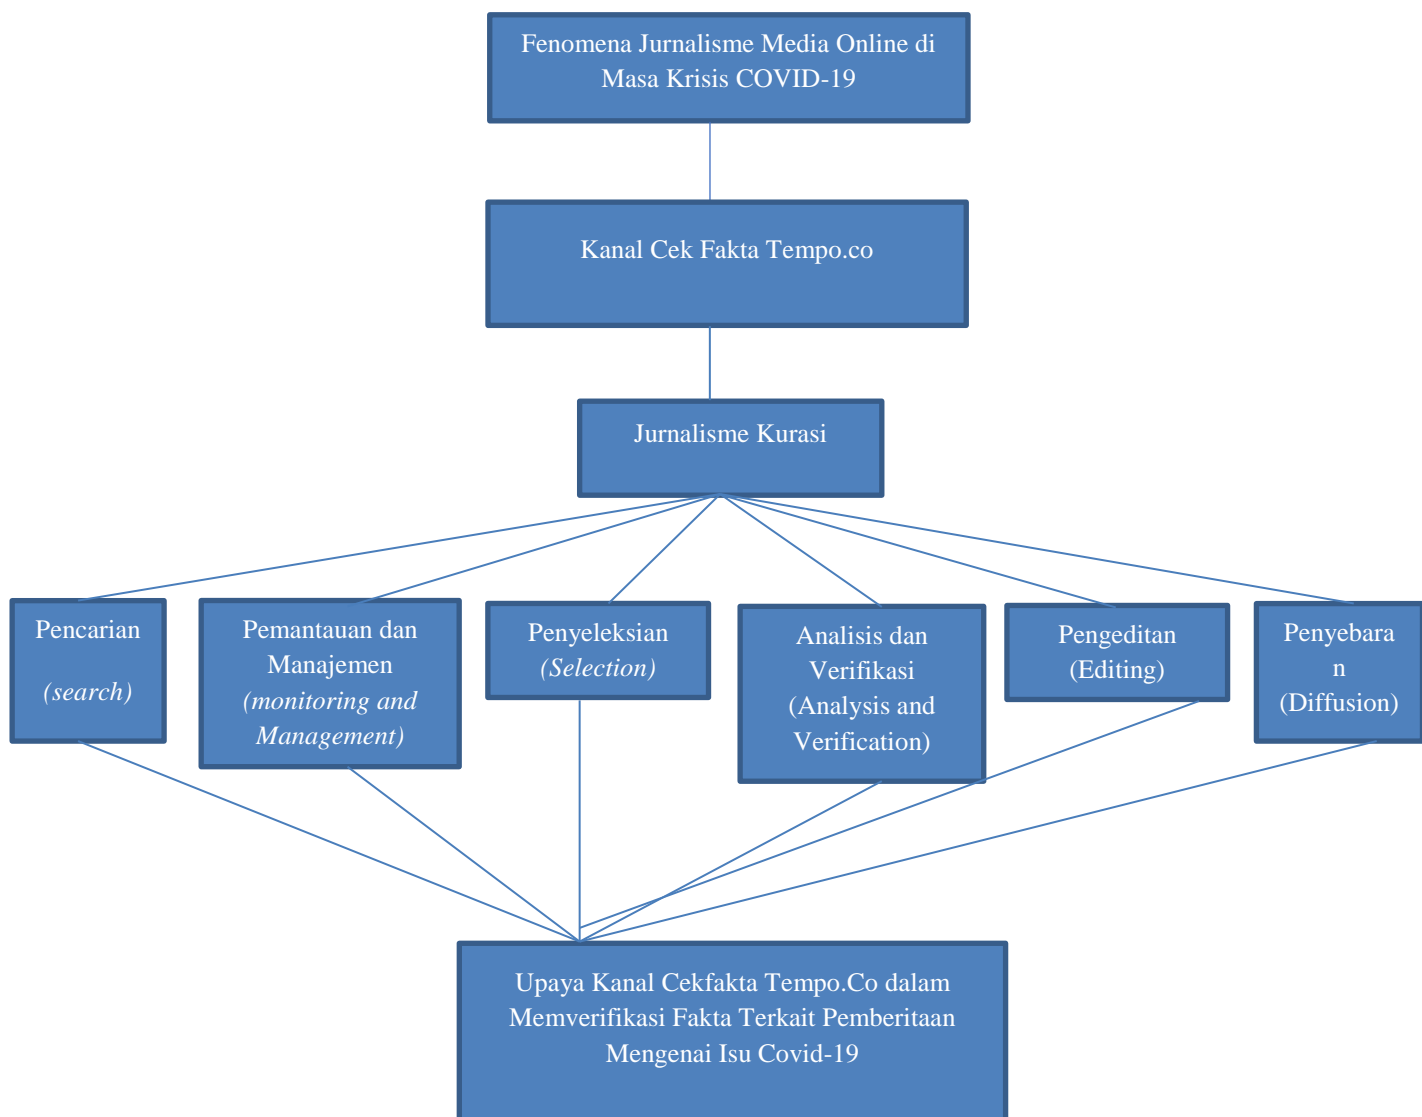 Fenomena Jurnalisme Media Online di
Masa Krisis COVID-19
Kanal Cek Fakta Tempo.co
Jurnalisme Kurasi
Pencarian
(search)
Pemantauan dan
Manajemen
(monitoring and
Management)
Penyeleksian
(Selection)
Analisis dan
Verifikasi
(Analysis and
Verification)
Pengeditan
(Editing)
Penyebara
n
(Diffusion)
Upaya Kanal Cekfakta Tempo.Co dalam
Memverifikasi Fakta Terkait Pemberitaan
Mengenai Isu Covid-19